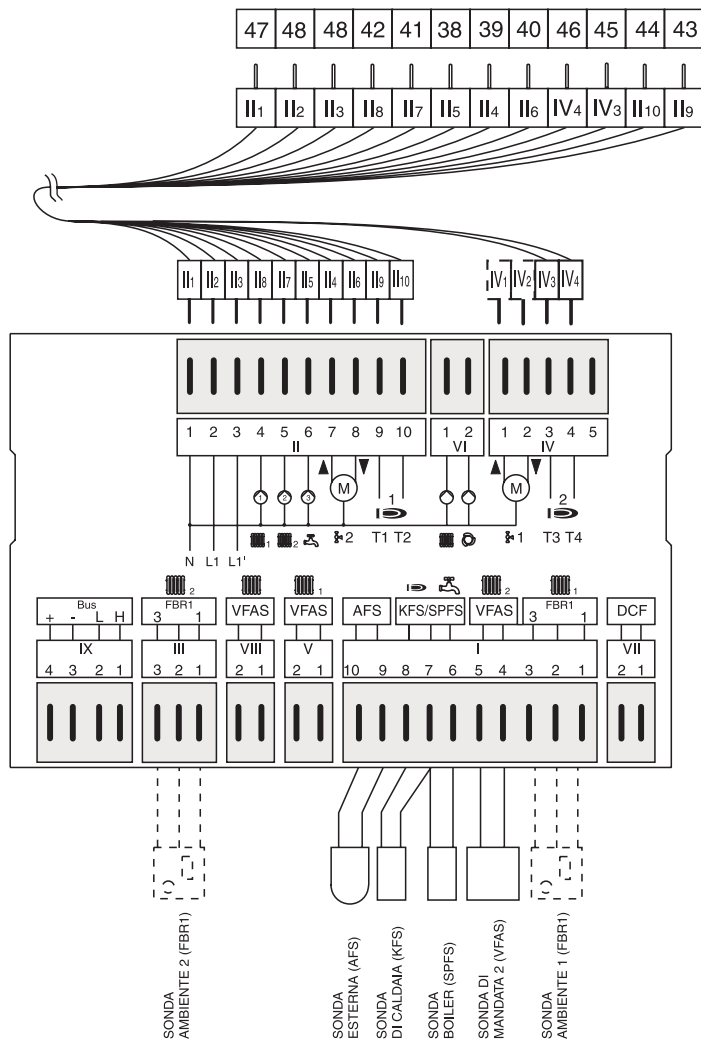 47 48 48 42 41 38 39 40 46 45 44 43
II1 II2 II3 II8 II7 II5 II4 II6 IV4 IV3 II10 II9
II1 II2 II3 II8 II7 II5 II4 II6 II9 II10 IV1 IV2 IV3 IV4
1 2 3 4 5 6 7 8 9 10 1 2 1 2 3 4 5
II VI IV
1 2 3 M 1 M 2
1 2 2 T1 T2 1 T3 T4
N L1 L1'
2 1 2 1
Bus FBR1 VFAS VFAS AFS KFS/SPFS VFAS FBR1 DCF
+ - L H 3 1 3 1
IX III VIII V I VII
4 3 2 1 3 2 1 2 1 2 1 10 9 8 7 6 5 4 3 2 1 2 1
SONDA
AMBIENTE 2 (FBR1)
SONDA
ESTERNA (AFS)
SONDA
DI CALDAIA (KFS)
SONDA
BOILER (SPFS)
SONDA DI
MANDATA 2 (VFAS)
SONDA
AMBIENTE 1 (FBR1)